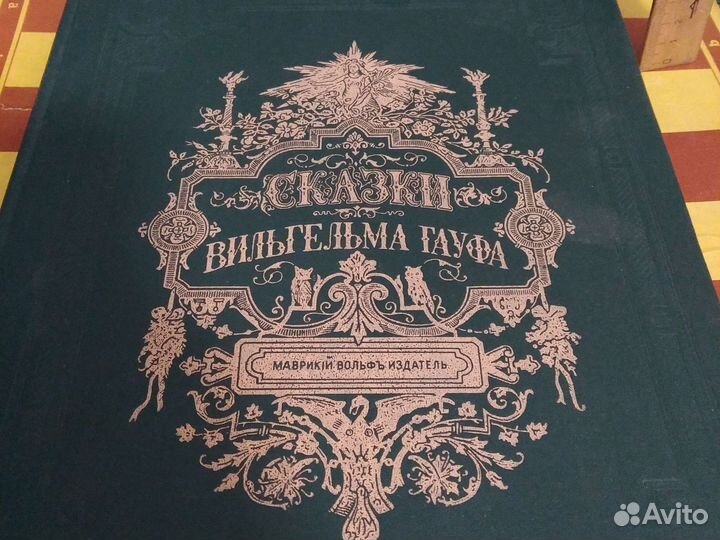 СКАЗКИ
ВИЛЬГЕЛЬМА ГАУФА
МАВРИКІЙ ВОЛЬФЪ ИЗДАТЕЛЬ.
Avito